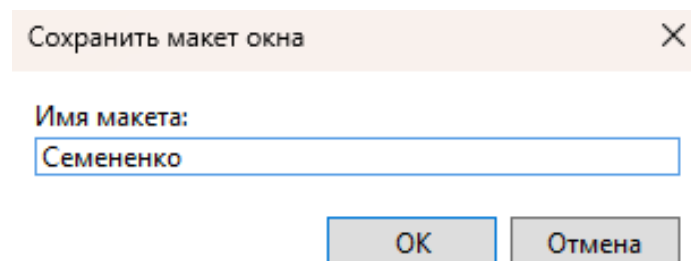 Сохранить макет окна
Имя макета:
Семененко
OK
Отмена